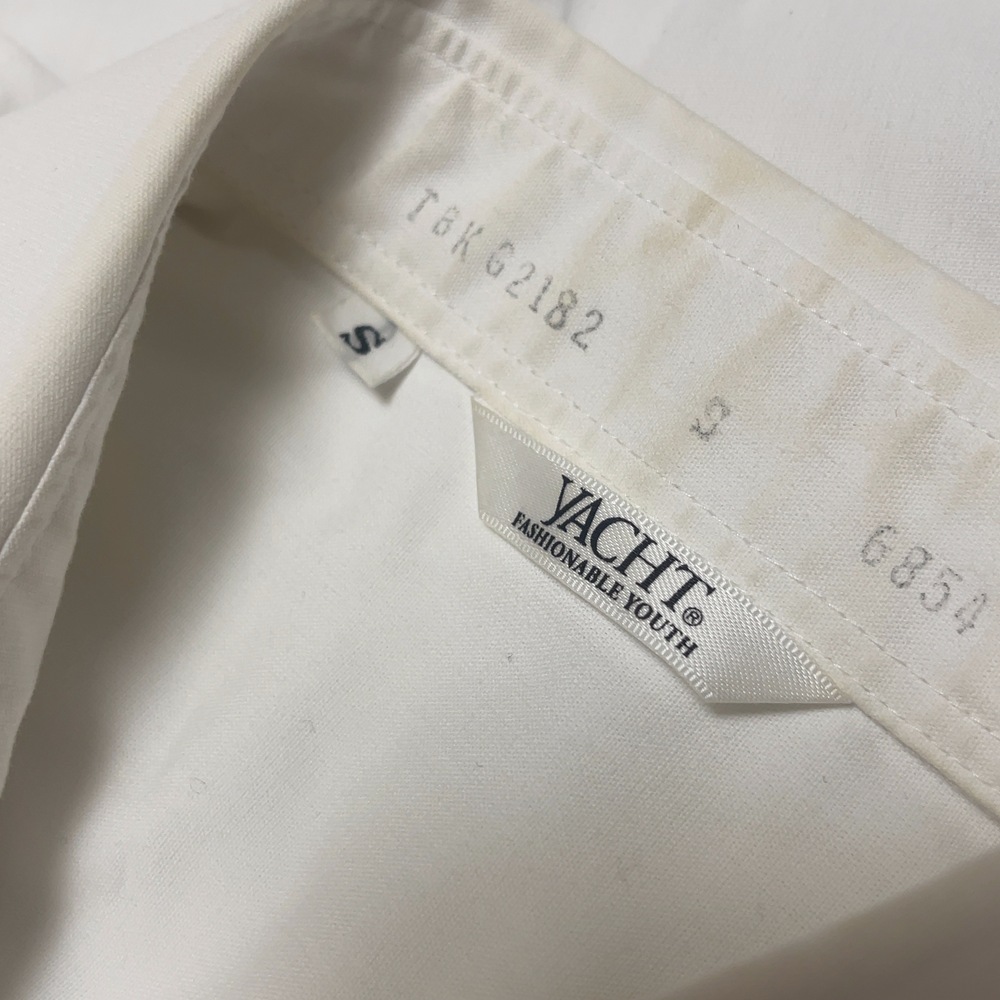 TBK G2182
S
6854
S
YACHT®
FASHIONABLE YOUTH